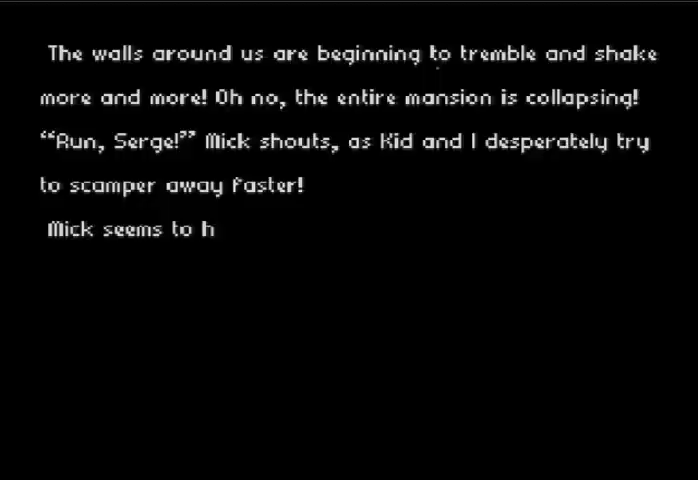 The walls around us are beginning to tremble and shake
more and more! Oh no, the entire mansion is collapsing!
“Run, Serge!” Mick shouts, as Kid and I desperately try
to scamper away faster!
Mick seems to h